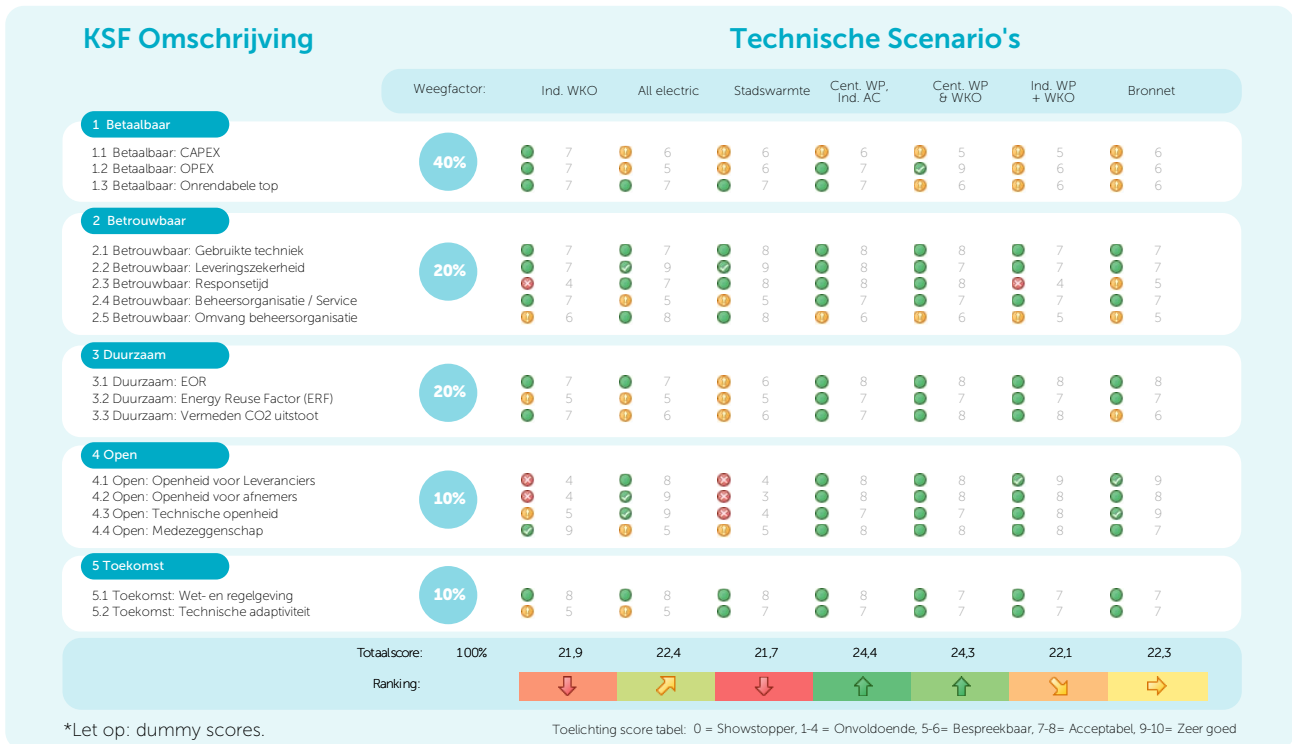 KSF Omschrijving Technische Scenario's
Weegfactor: Ind. WKO All electric Stadswarmte Cent. WP, Ind. AC Cent. WP & WKO Ind. WP + WKO Bronnet
1 Betaalbaar
40%
1.1 Betaalbaar: CAPEX 7 6 6 6 5 5 6
1.2 Betaalbaar: OPEX 7 5 6 7 9 6 6
1.3 Betaalbaar: Onrendabele top 7 7 7 7 6 6 6
2 Betrouwbaar
20%
2.1 Betrouwbaar: Gebruikte techniek 7 7 8 8 8 7 7
2.2 Betrouwbaar: Leveringszekerheid 7 9 9 8 7 7 7
2.3 Betrouwbaar: Responsetijd 4 7 8 8 8 4 5
2.4 Betrouwbaar: Beheersorganisatie / Service 7 5 5 7 7 7 7
2.5 Betrouwbaar: Omvang beheersorganisatie 6 8 8 6 6 5 5
3 Duurzaam
20%
3.1 Duurzaam: EOR 7 7 6 8 8 8 8
3.2 Duurzaam: Energy Reuse Factor (ERF) 5 5 5 7 7 7 7
3.3 Duurzaam: Vermeden CO2 uitstoot 7 6 6 7 8 8 6
4 Open
10%
4.1 Open: Openheid voor Leveranciers 4 8 4 8 8 9 9
4.2 Open: Openheid voor afnemers 4 9 3 8 8 8 8
4.3 Open: Technische openheid 5 9 4 7 7 8 9
4.4 Open: Medezeggenschap 9 5 5 8 8 8 7
5 Toekomst
10%
5.1 Toekomst: Wet- en regelgeving 8 8 8 8 7 7 7
5.2 Toekomst: Technische adaptiviteit 5 5 7 7 7 7 7
Totaalscore: 100% 21,9 22,4 21,7 24,4 24,3 22,1 22,3
Ranking:
*Let op: dummy scores.
Toelichting score tabel: 0 = Showstopper, 1-4 = Onvoldoende, 5-6= Bespreekbaar, 7-8= Acceptabel, 9-10= Zeer goed